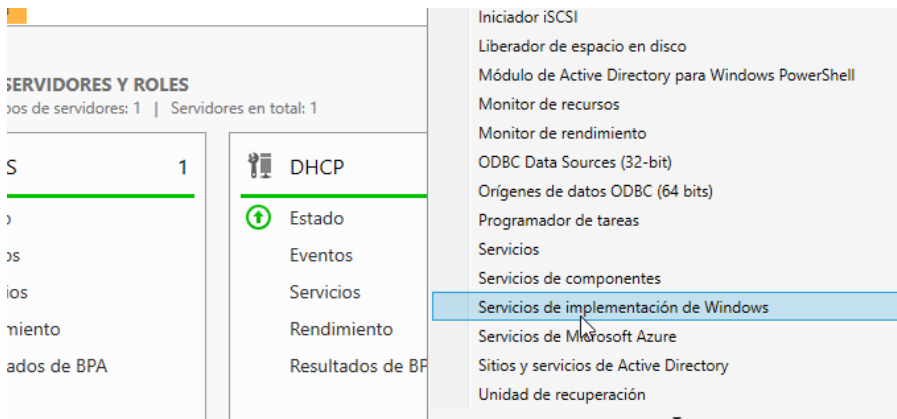 SERVIDORES Y ROLES
de servidores: 1 | Servidores en total: 1
S 1
DHCP
Estado
Eventos
Servicios
Rendimiento
Resultados de BP
os
ios
miento
ados de BPA
Iniciador iSCSI
Liberador de espacio en disco
Módulo de Active Directory para Windows PowerShell
Monitor de recursos
Monitor de rendimiento
ODBC Data Sources (32-bit)
Orígenes de datos ODBC (64 bits)
Programador de tareas
Servicios
Servicios de componentes
Servicios de implementación de Windows
Servicios de Microsoft Azure
Sitios y servicios de Active Directory
Unidad de recuperación